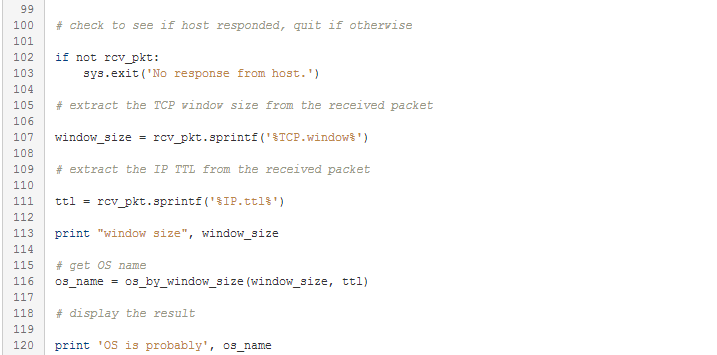 99
100 # check to see if host responded, quit if otherwise
101
102 if not rcv_pkt:
103     sys.exit('No response from host.')
104
105 # extract the TCP window size from the received packet
106
107 window_size = rcv_pkt.sprintf('%TCP.window%')
108
109 # extract the IP TTL from the received packet
110
111 ttl = rcv_pkt.sprintf('%IP.ttl%')
112
113 print "window size", window_size
114
115 # get OS name
116 os_name = os_by_window_size(window_size, ttl)
117
118 # display the result
119
120 print 'OS is probably', os_name